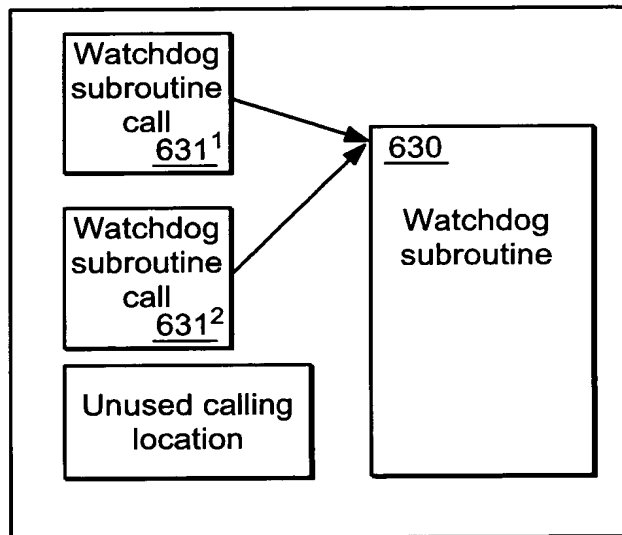 Watchdog
subroutine
call
631¹
Watchdog
subroutine
call
631²
Unused calling
location
630
Watchdog
subroutine